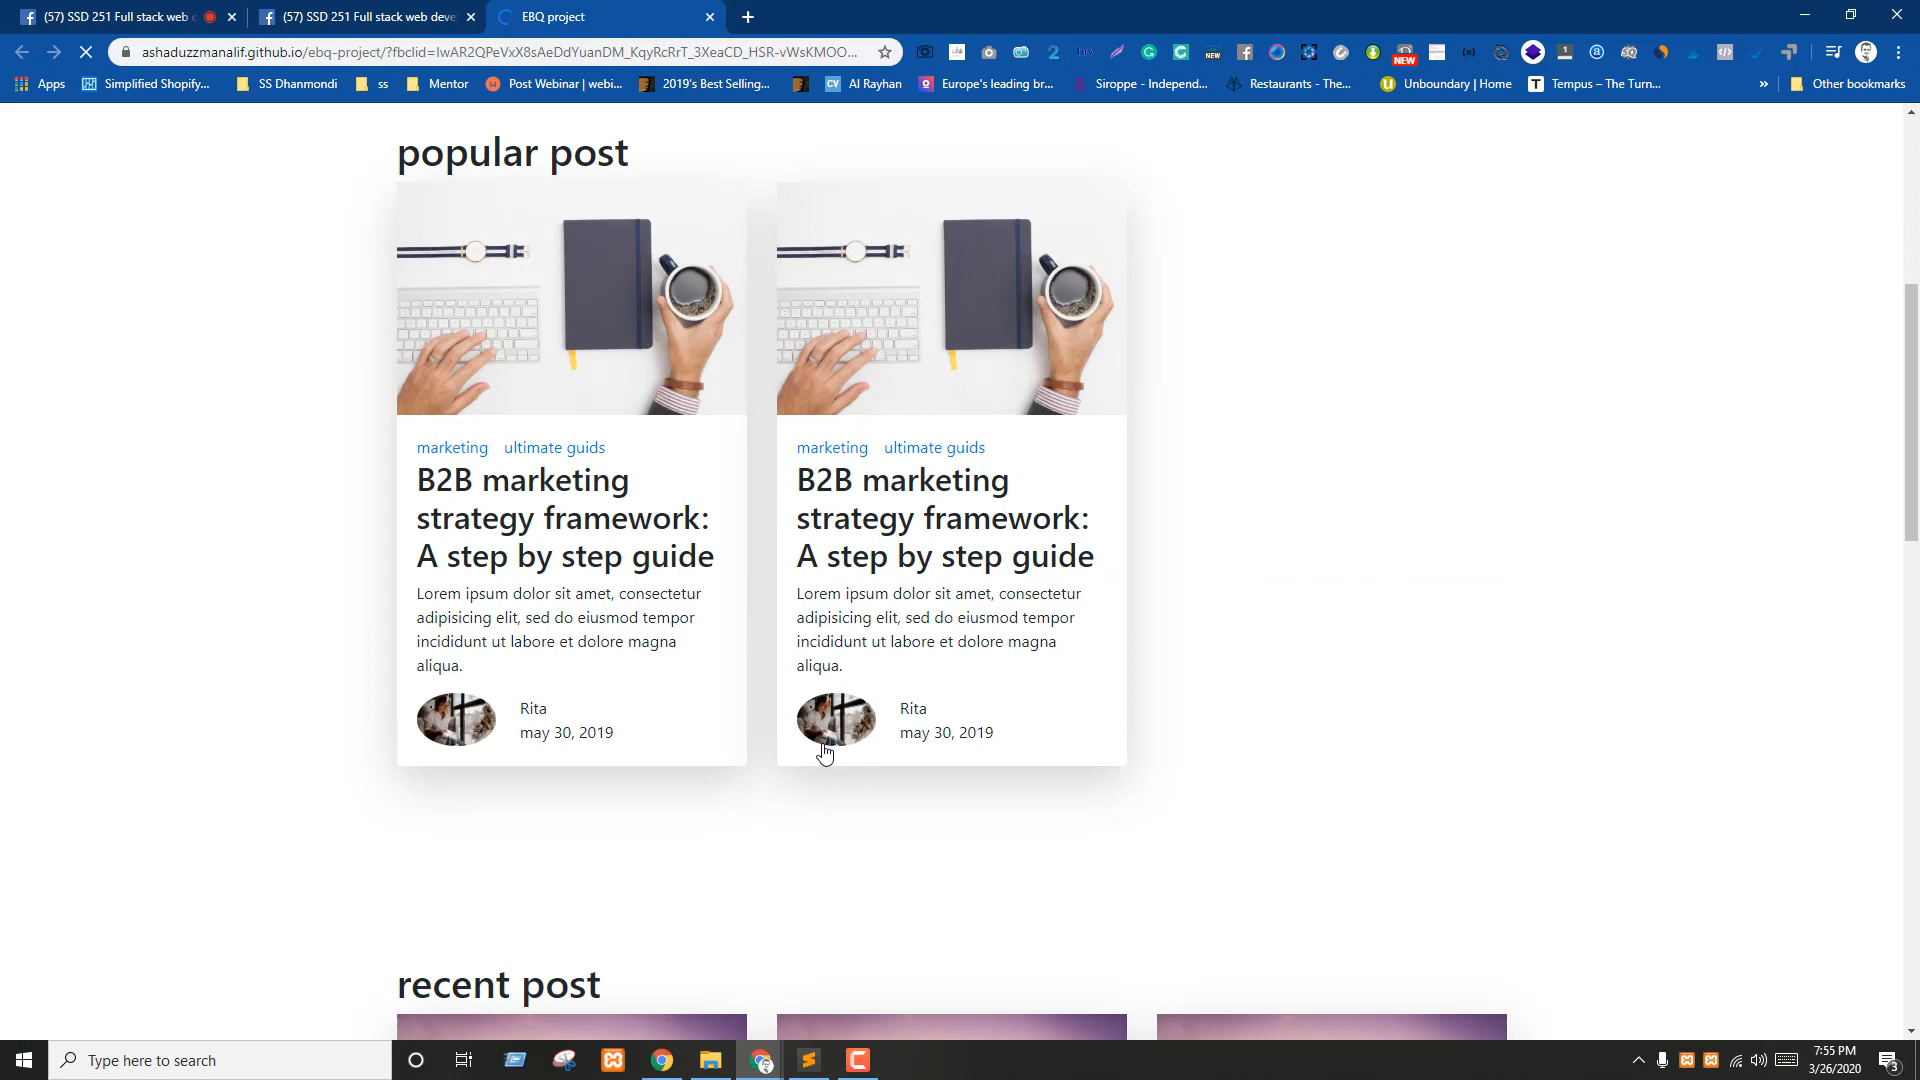 (57) SSD 251 Full stack web
(57) SSD 251 Full stack web deve
EBQ project
ashaduzzmanalif.github.io/ebq-project/?fbclid=IwAR2QPeVxX8sAeDdYuanDM_KqyRcRrT_3XeaCD_HSR-vWsKMOO...
NEW
NEW
Apps
Simplified Shopify...
SS Dhanmondi
ss
Mentor
Post Webinar | webi...
2019's Best Selling...
CV Al Rayhan
Europe's leading br...
Siroppe - Independ...
Restaurants - The...
Unboundary | Home
T Tempus – The Turn...
»
Other bookmarks
popular post
marketing ultimate guids
B2B marketing
strategy framework:
A step by step guide
Lorem ipsum dolor sit amet, consectetur
adipisicing elit, sed do eiusmod tempor
incididunt ut labore et dolore magna
aliqua.
Rita
may 30, 2019
marketing ultimate guids
B2B marketing
strategy framework:
A step by step guide
Lorem ipsum dolor sit amet, consectetur
adipisicing elit, sed do eiusmod tempor
incididunt ut labore et dolore magna
aliqua.
Rita
may 30, 2019
recent post
Type here to search
7:55 PM
3/26/2020
3